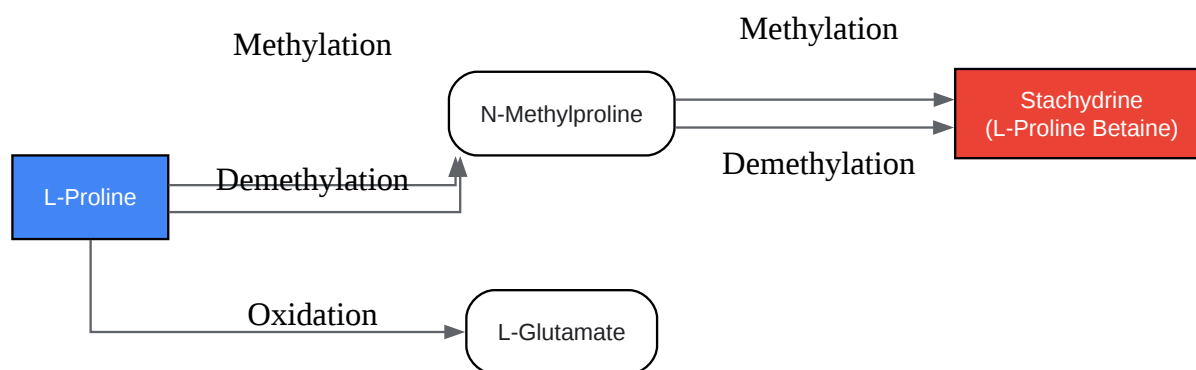 Methylation
Methylation
N-Methylproline
Stachydrine
(L-Proline Betaine)
Demethylation
Demethylation
L-Proline
Oxidation
L-Glutamate